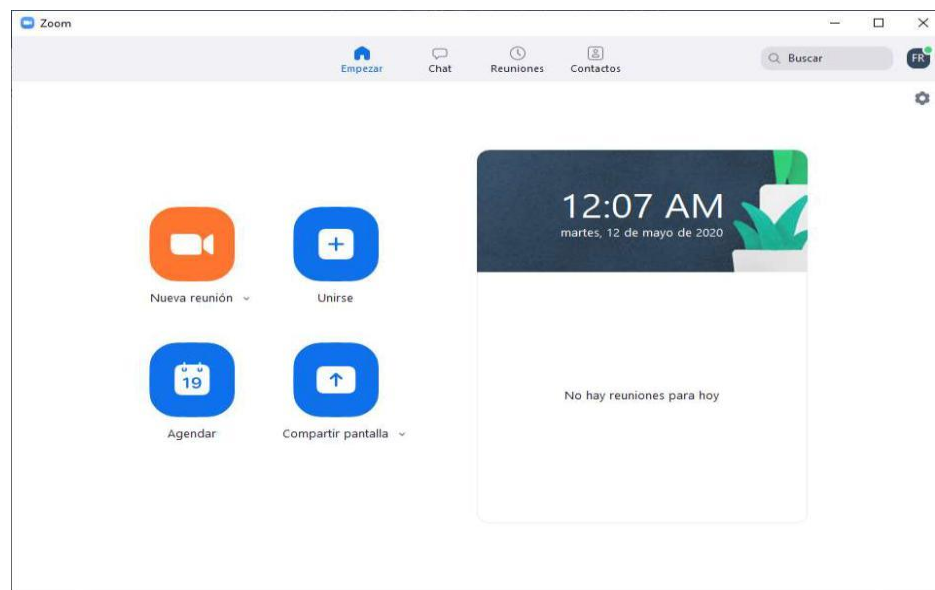 Zoom
Empezar
Chat
Reuniones
Contactos
Buscar
FR
12:07 AM
martes, 12 de mayo de 2020
Nueva reunión
Unirse
19
Agendar
Compartir pantalla
No hay reuniones para hoy